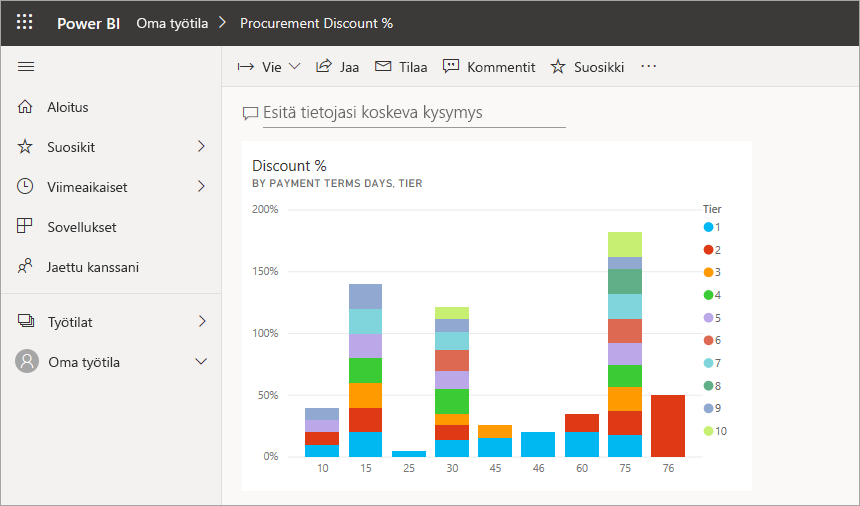 Power BI Oma työtila Procurement Discount %
Vie Jaa Tilaa Kommentit Suosikki ...
Aloitus
Suosikit
Viimeaikaiset
Sovellukset
Jaettu kanssani
Työtilat
Oma työtila
Esitä tietojasi koskeva kysymys
Discount %
BY PAYMENT TERMS DAYS, TIER
200%
150%
100%
50%
0%
10 15 25 30 45 46 60 75 76
Tier
1
2
3
4
5
6
7
8
9
10